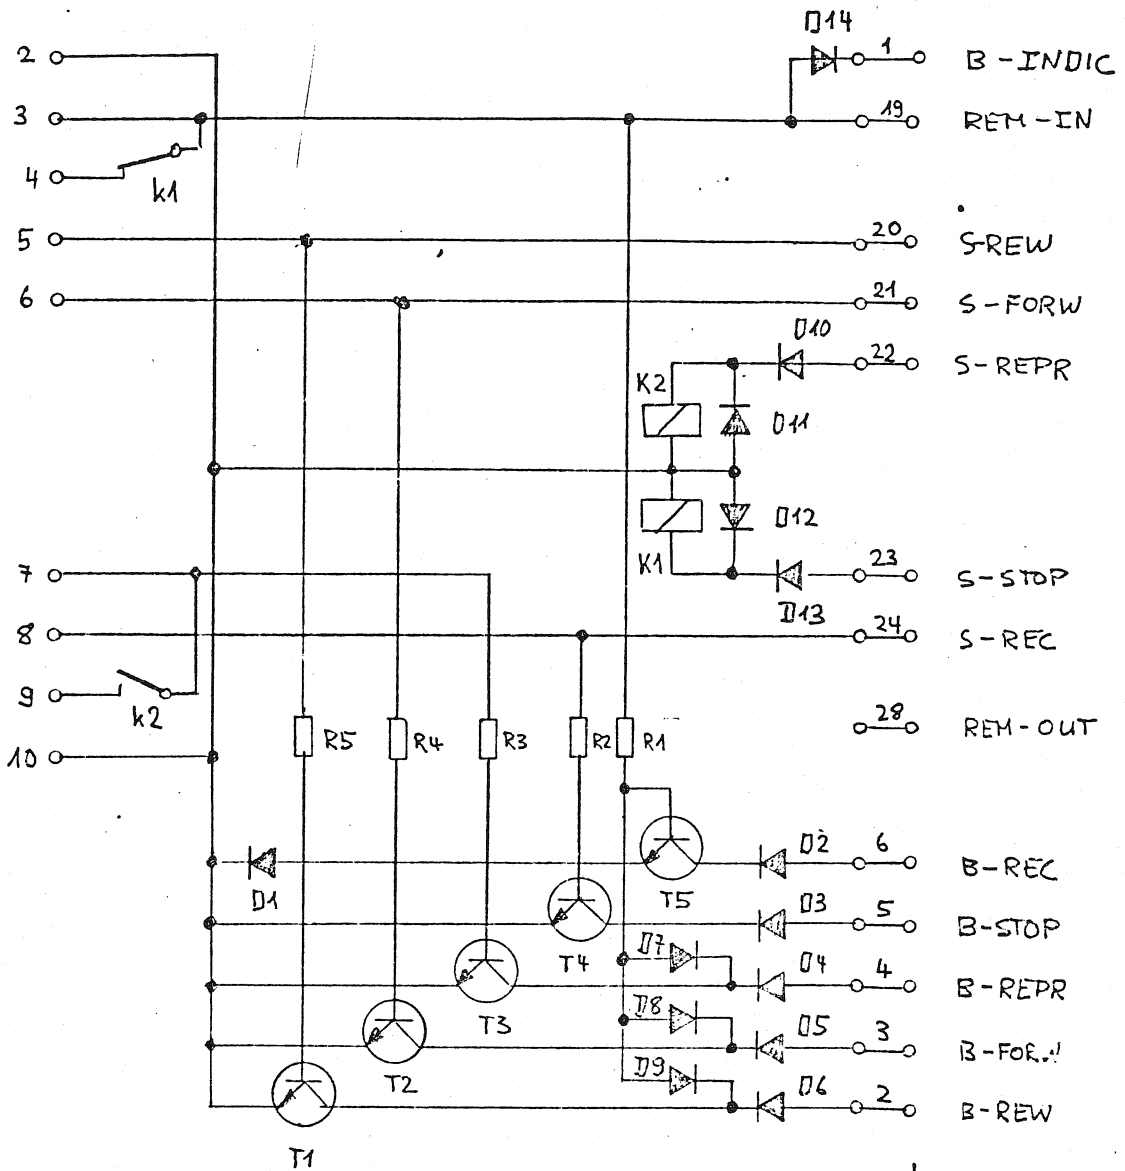 D14
2 1 B-INDIC
3 19 REM-IN
4 k1
5 20 S-REW
6 21 S-FORW
D10
22 S-REPR
K2
D11
D12
K1
7 23 S-STOP
D13
8 24 S-REC
9 k2
28 REM-OUT
R5 R4 R3 R2 R1
10
D2 6 B-REC
D1 T5
D3 5 B-STOP
D7
T4 D4 4 B-REPR
D8
T3 D5 3
D9
T2 D6 2 B-REW
T1